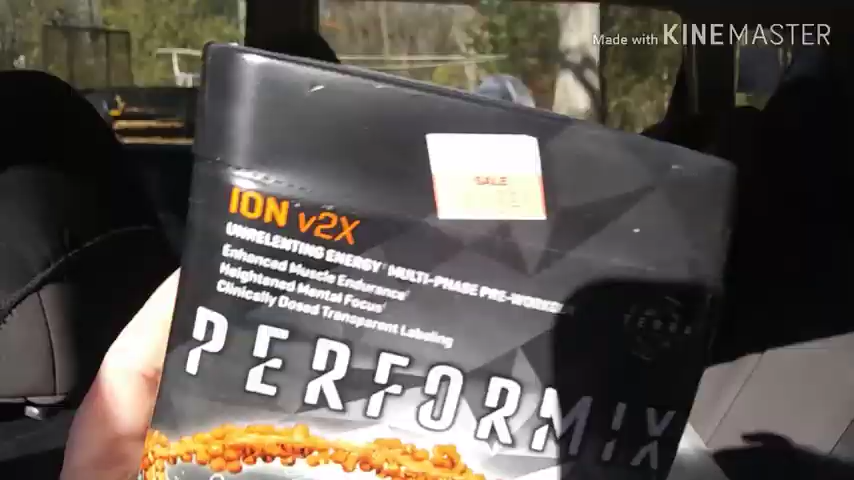 Made with KINEMASTER
SALE
ION v2X
UNRELENTING ENERGY* MULTI-PHASE PRE-WORKOUT
Enhanced Muscle Endurance*
Heightened Mental Focus*
Clinically Dosed Transparent Labeling
PERFORMIX